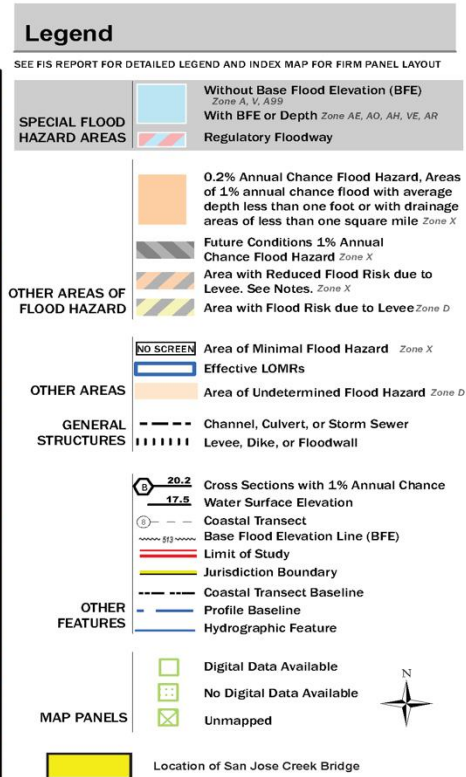 Legend
SEE FIS REPORT FOR DETAILED LEGEND AND INDEX MAP FOR FIRM PANEL LAYOUT
SPECIAL FLOOD
HAZARD AREAS
Without Base Flood Elevation (BFE)
Zone A, V, A99
With BFE or Depth Zone AE, AO, AH, VE, AR
Regulatory Floodway
OTHER AREAS OF
FLOOD HAZARD
0.2% Annual Chance Flood Hazard, Areas
of 1% annual chance flood with average
depth less than one foot or with drainage
areas of less than one square mile Zone X
Future Conditions 1% Annual
Chance Flood Hazard Zone X
Area with Reduced Flood Risk due to
Levee. See Notes. Zone X
Area with Flood Risk due to Levee Zone D
OTHER AREAS
NO SCREEN Area of Minimal Flood Hazard Zone X
Effective LOMRs
Area of Undetermined Flood Hazard Zone D
GENERAL
STRUCTURES
Channel, Culvert, or Storm Sewer
Levee, Dike, or Floodwall
OTHER
FEATURES
B 20.2 Cross Sections with 1% Annual Chance
17.5 Water Surface Elevation
8 Coastal Transect
513 Base Flood Elevation Line (BFE)
Limit of Study
Jurisdiction Boundary
Coastal Transect Baseline
Profile Baseline
Hydrographic Feature
MAP PANELS
Digital Data Available
No Digital Data Available
Unmapped
N
Location of San Jose Creek Bridge